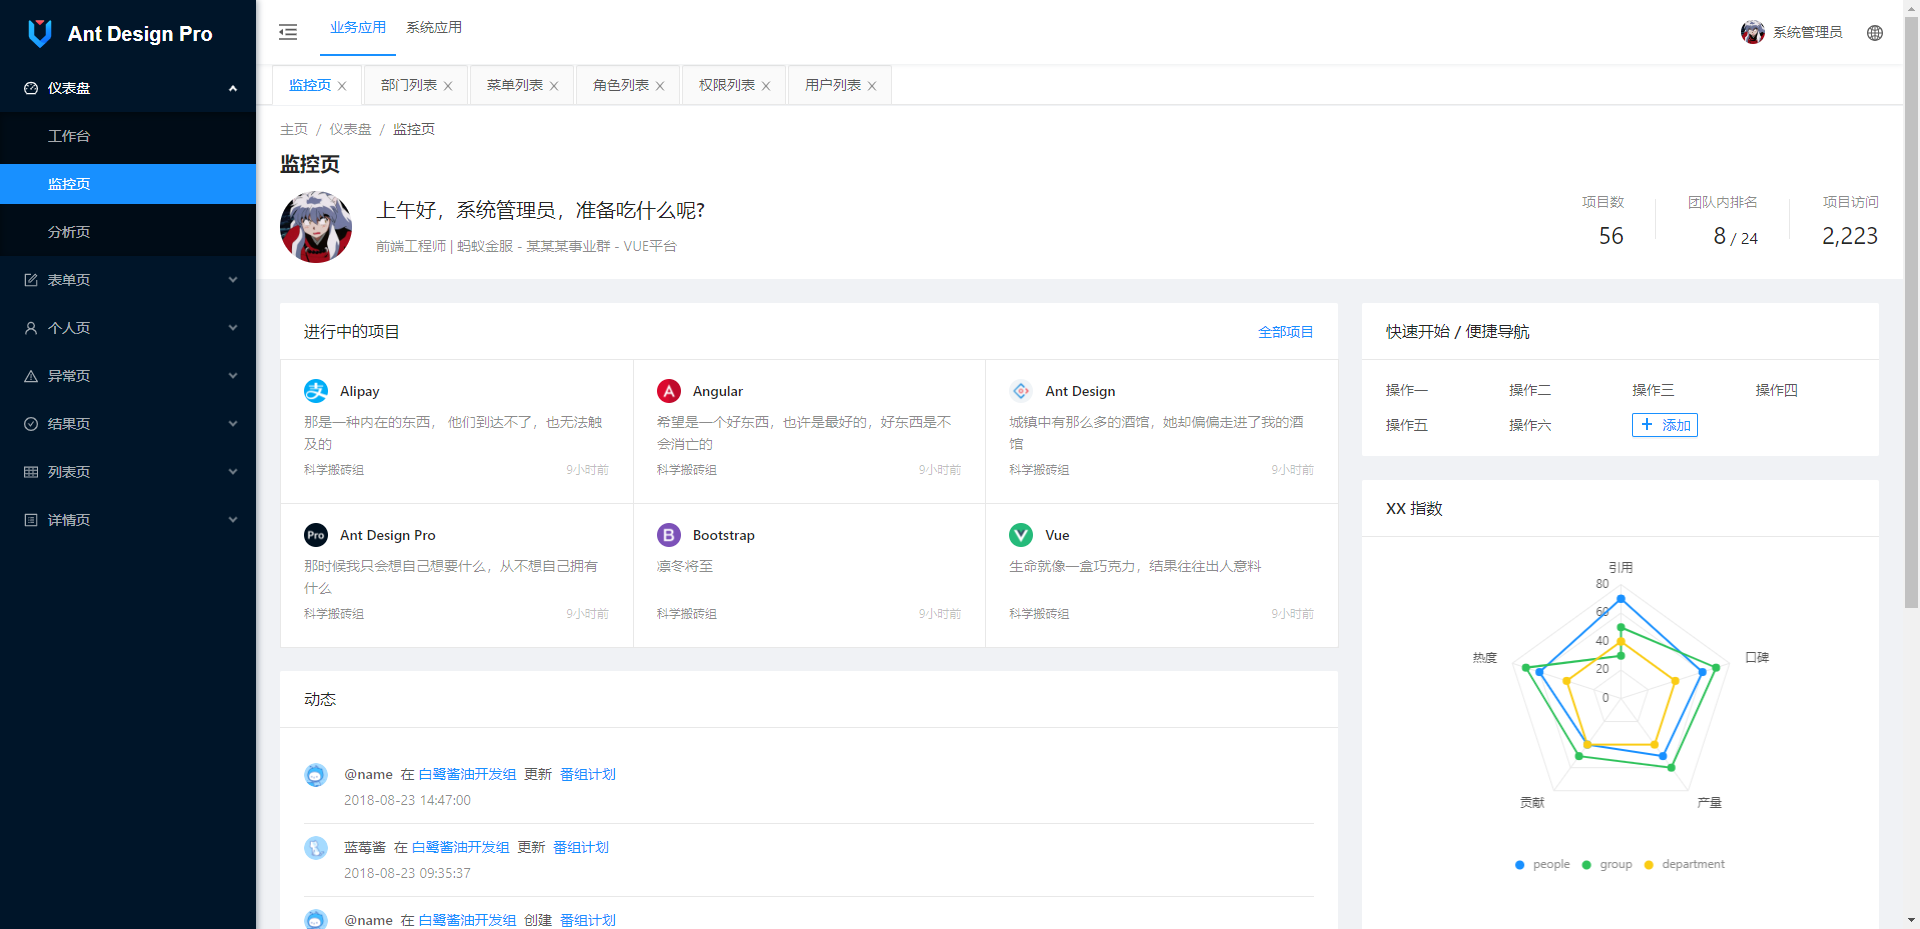 Ant Design Pro
仪表盘
工作台
监控页
分析页
表单页
个人页
异常页
结果页
列表页
详情页
业务应用 系统应用
系统管理员
监控页 部门列表 菜单列表 角色列表 权限列表 用户列表
主页 / 仪表盘 / 监控页
监控页
上午好，系统管理员，准备吃什么呢?
前端工程师 | 蚂蚁金服 - 某某某事业群 - VUE平台
项目数 团队内排名 项目访问
56 8 / 24 2,223
进行中的项目 全部项目
Alipay
那是一种内在的东西， 他们到达不了，也无法触
及的
科学搬砖组 9小时前
Angular
希望是一个好东西，也许是最好的，好东西是不
会消亡的
科学搬砖组 9小时前
Ant Design
城镇中有那么多的酒馆，她却偏偏走进了我的酒
馆
科学搬砖组 9小时前
Pro Ant Design Pro
那时候我只会想自己想要什么，从不想自己拥有
什么
科学搬砖组 9小时前
Bootstrap
凛冬将至
科学搬砖组 9小时前
Vue
生命就像一盒巧克力，结果往往出人意料
科学搬砖组 9小时前
动态
@name 在 白鹭酱油开发组 更新 番组计划
2018-08-23 14:47:00
蓝莓酱 在 白鹭酱油开发组 更新 番组计划
2018-08-23 09:35:37
@name 在 白鹭酱油开发组 创建 番组计划
快速开始 / 便捷导航
操作一 操作二 操作三 操作四
操作五 操作六 + 添加
XX 指数
引用
80
60
40
20
0
热度 口碑
贡献 产量
people group department